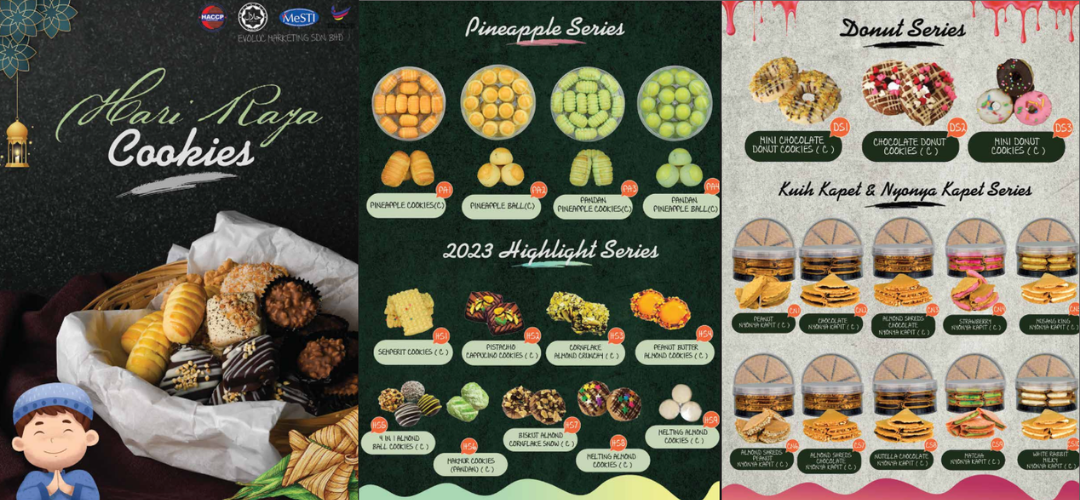 HACCP
MeSTI
EVOLUC MARKETING SDN. BHD
Hari Raya
Cookies
Pineapple Series
PA1
PA2
PA3
PA4
PINEAPPLE COOKIES(C)
PINEAPPLE BALL(C)
PANDAN
PINEAPPLE COOKIES(C)
PANDAN
PINEAPPLE BALL(C)
2023 Highlight Series
HS1
HS2
HS3
HS4
SEMPERIT COOKIES ( C )
PISTACHIO
CAPPUCINO COOKIES ( C )
CORNFLAKE
ALMOND CRUNCHY ( C )
PEANUT BUTTER
ALMOND COOKIES ( C )
HS5
4 IN 1 ALMOND
BALL COOKIES ( C )
HS6
MAKMUR COOKIES
(PANDAN) ( C )
HS7
BISKUT ALMOND
CORNFLAKE SNOW ( C )
HS8
MELTING ALMOND
COOKIES ( C )
HS9
MELTING ALMOND
COOKIES ( C )
Donut Series
DS1
DS2
DS3
MINI CHOCOLATE
DONUT COOKIES ( C )
CHOCOLATE DONUT
COOKIES ( C )
MINI DONUT
COOKIES ( C )
Kuih Kapet & Nyonya Kapet Series
CN1
PEANUT
NYONYA KAPIT ( C )
CHOCOLATE
NYONYA KAPIT ( C )
ALMOND SHREDS
CHOCOLATE
NYONYA KAPIT ( C )
STRAWBERRY
NYONYA KAPIT ( C )
NYONYA KAPIT ( C )
ALMOND SHREDS
PEANUT
NYONYA KAPIT ( C )
ALMOND SHREDS
CHOCOLATE
NYONYA KAPIT ( C )
NUTELLA CHOCOLATE
NYONYA KAPIT ( C )
MATCHA
NYONYA KAPIT ( C )
WHITE RABBIT
MILKY
NYONYA KAPIT ( C )